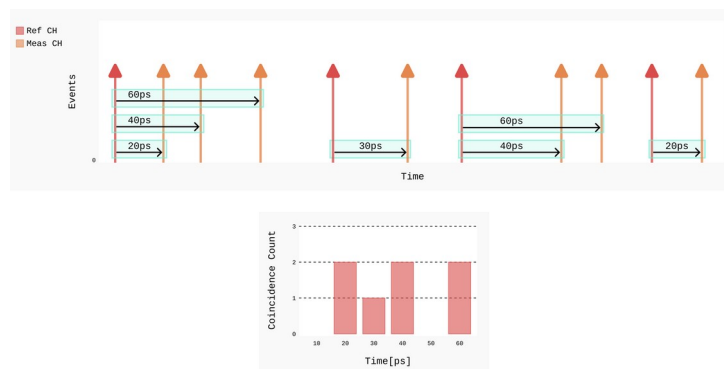 Ref CH
Meas CH
Events
60ps
40ps
20ps
30ps
60ps
40ps
20ps
0
Time
Coincidence Count
3
2
1
0
10 20 30 40 50 60
Time[ps]